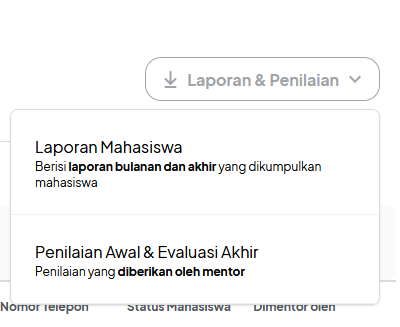 Laporan & Penilaian
Laporan Mahasiswa
Berisi laporan bulanan dan akhir yang dikumpulkan
mahasiswa
Penilaian Awal & Evaluasi Akhir
Penilaian yang diberikan oleh mentor
Nomor Telepon Status Mahasiswa Dimentor oleh